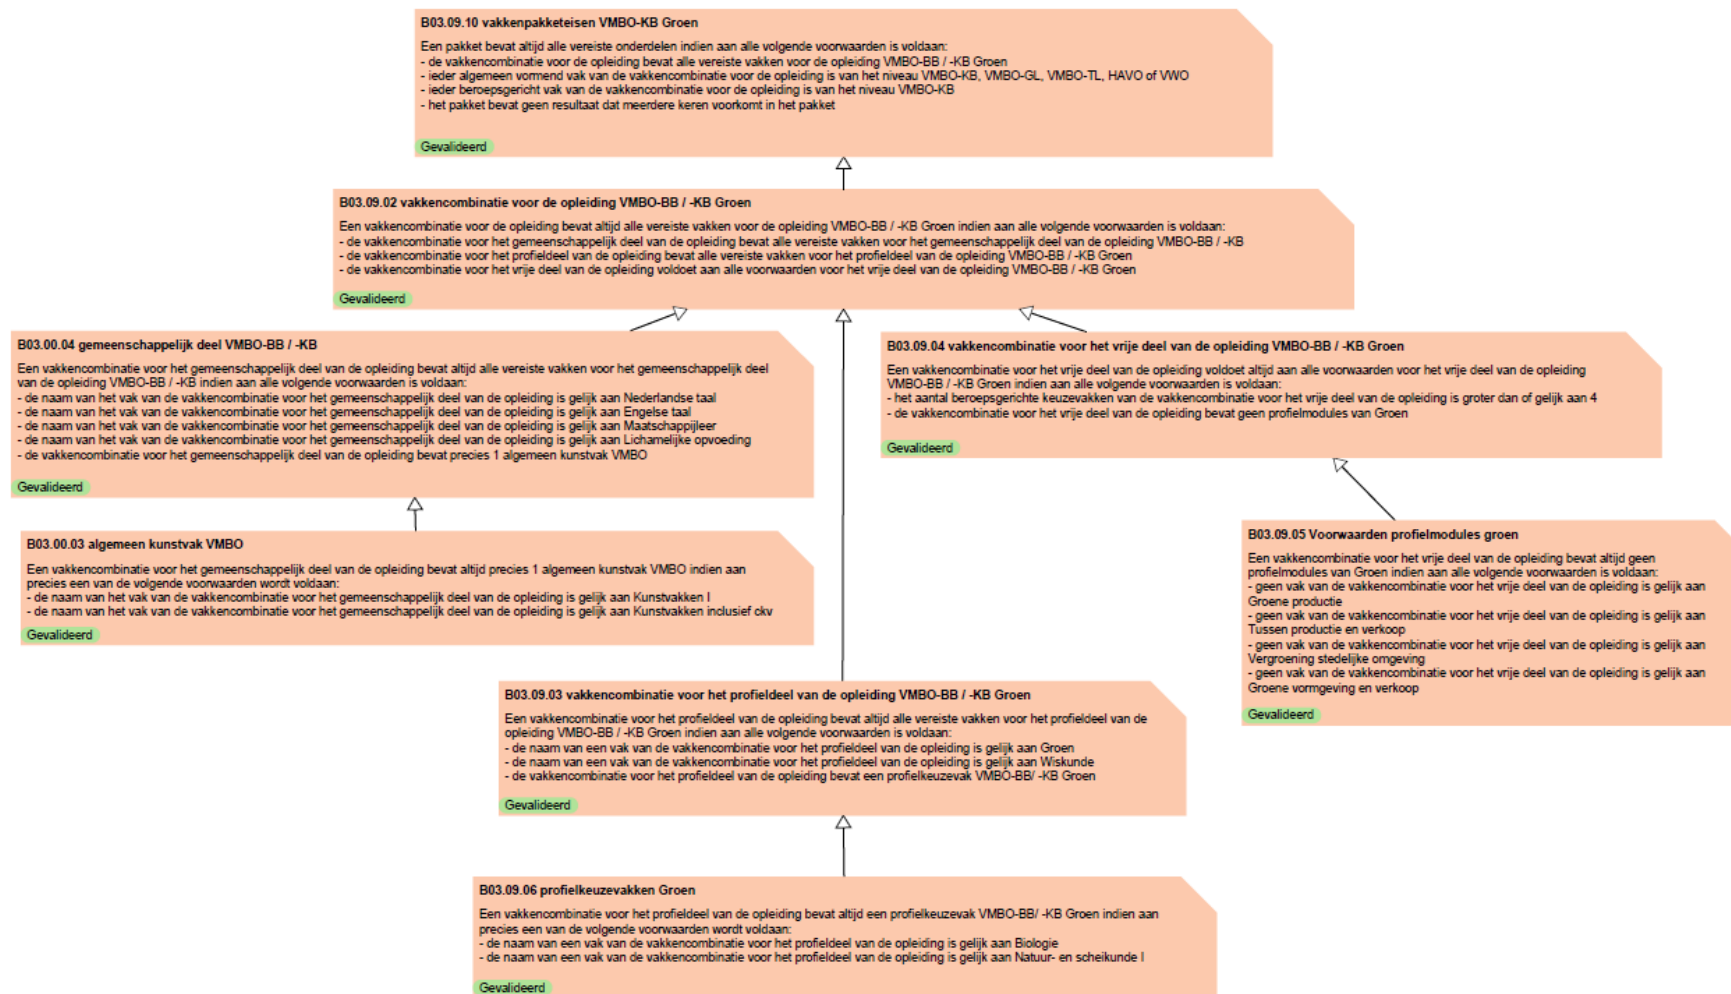 B03.09.10 vakkenpakketeisen VMBO-KB Groen
Een pakket bevat altijd alle vereiste onderdelen indien aan alle volgende voorwaarden is voldaan:
- de vakkencombinatie voor de opleiding bevat alle vereiste vakken voor de opleiding VMBO-BB / -KB Groen
- ieder algemeen vormend vak van de vakkencombinatie voor de opleiding is van het niveau VMBO-KB, VMBO-GL, VMBO-TL, HAVO of VWO
- ieder beroepsgericht vak van de vakkencombinatie voor de opleiding is van het niveau VMBO-KB
- het pakket bevat geen resultaat dat meerdere keren voorkomt in het pakket
Gevalideerd
B03.09.02 vakkencombinatie voor de opleiding VMBO-BB / -KB Groen
Een vakkencombinatie voor de opleiding bevat altijd alle vereiste vakken voor de opleiding VMBO-BB / -KB Groen indien aan alle volgende voorwaarden is voldaan:
- de vakkencombinatie voor het gemeenschappelijk deel van de opleiding bevat alle vereiste vakken voor het gemeenschappelijk deel van de opleiding VMBO-BB / -KB
- de vakkencombinatie voor het profieldeel van de opleiding bevat alle vereiste vakken voor het profieldeel van de opleiding VMBO-BB / -KB Groen
- de vakkencombinatie voor het vrije deel van de opleiding voldoet aan alle voorwaarden voor het vrije deel van de opleiding VMBO-BB / -KB Groen
Gevalideerd
B03.00.04 gemeenschappelijk deel VMBO-BB / -KB
Een vakkencombinatie voor het gemeenschappelijk deel van de opleiding bevat altijd alle vereiste vakken voor het gemeenschappelijk deel
van de opleiding VMBO-BB / -KB indien aan alle volgende voorwaarden is voldaan:
- de naam van het vak van de vakkencombinatie voor het gemeenschappelijk deel van de opleiding is gelijk aan Nederlandse taal
- de naam van het vak van de vakkencombinatie voor het gemeenschappelijk deel van de opleiding is gelijk aan Engelse taal
- de naam van het vak van de vakkencombinatie voor het gemeenschappelijk deel van de opleiding is gelijk aan Maatschappijleer
- de naam van het vak van de vakkencombinatie voor het gemeenschappelijk deel van de opleiding is gelijk aan Lichamelijke opvoeding
- de vakkencombinatie voor het gemeenschappelijk deel van de opleiding bevat precies 1 algemeen kunstvak VMBO
Gevalideerd
B03.09.04 vakkencombinatie voor het vrije deel van de opleiding VMBO-BB / -KB Groen
Een vakkencombinatie voor het vrije deel van de opleiding voldoet altijd aan alle voorwaarden voor het vrije deel van de opleiding
VMBO-BB / -KB Groen indien aan alle volgende voorwaarden is voldaan:
- het aantal beroepsgerichte keuzevakken van de vakkencombinatie voor het vrije deel van de opleiding is groter dan of gelijk aan 4
- de vakkencombinatie voor het vrije deel van de opleiding bevat geen profielmodules van Groen
Gevalideerd
B03.00.03 algemeen kunstvak VMBO
Een vakkencombinatie voor het gemeenschappelijk deel van de opleiding bevat altijd precies 1 algemeen kunstvak VMBO indien aan
precies een van de volgende voorwaarden wordt voldaan:
- de naam van het vak van de vakkencombinatie voor het gemeenschappelijk deel van de opleiding is gelijk aan Kunstvakken I
- de naam van het vak van de vakkencombinatie voor het gemeenschappelijk deel van de opleiding is gelijk aan Kunstvakken inclusief ckv
Gevalideerd
B03.09.05 Voorwaarden profielmodules groen
Een vakkencombinatie voor het vrije deel van de opleiding bevat altijd geen
profielmodules van Groen indien aan alle volgende voorwaarden is voldaan:
- geen vak van de vakkencombinatie voor het vrije deel van de opleiding is gelijk aan
Groene productie
- geen vak van de vakkencombinatie voor het vrije deel van de opleiding is gelijk aan
Tussen productie en verkoop
- geen vak van de vakkencombinatie voor het vrije deel van de opleiding is gelijk aan
Vergroening stedelijke omgeving
- geen vak van de vakkencombinatie voor het vrije deel van de opleiding is gelijk aan
Groene vormgeving en verkoop
Gevalideerd
B03.09.03 vakkencombinatie voor het profieldeel van de opleiding VMBO-BB / -KB Groen
Een vakkencombinatie voor het profieldeel van de opleiding bevat altijd alle vereiste vakken voor het profieldeel van de
opleiding VMBO-BB / -KB Groen indien aan alle volgende voorwaarden is voldaan:
- de naam van een vak van de vakkencombinatie voor het profieldeel van de opleiding is gelijk aan Groen
- de naam van een vak van de vakkencombinatie voor het profieldeel van de opleiding is gelijk aan Wiskunde
- de vakkencombinatie voor het profieldeel van de opleiding bevat een profielkeuzevak VMBO-BB/ -KB Groen
Gevalideerd
B03.09.06 profielkeuzevakken Groen
Een vakkencombinatie voor het profieldeel van de opleiding bevat altijd een profielkeuzevak VMBO-BB/ -KB Groen indien aan
precies een van de volgende voorwaarden wordt voldaan:
- de naam van een vak van de vakkencombinatie voor het profieldeel van de opleiding is gelijk aan Biologie
- de naam van een vak van de vakkencombinatie voor het profieldeel van de opleiding is gelijk aan Natuur- en scheikunde I
Gevalideerd